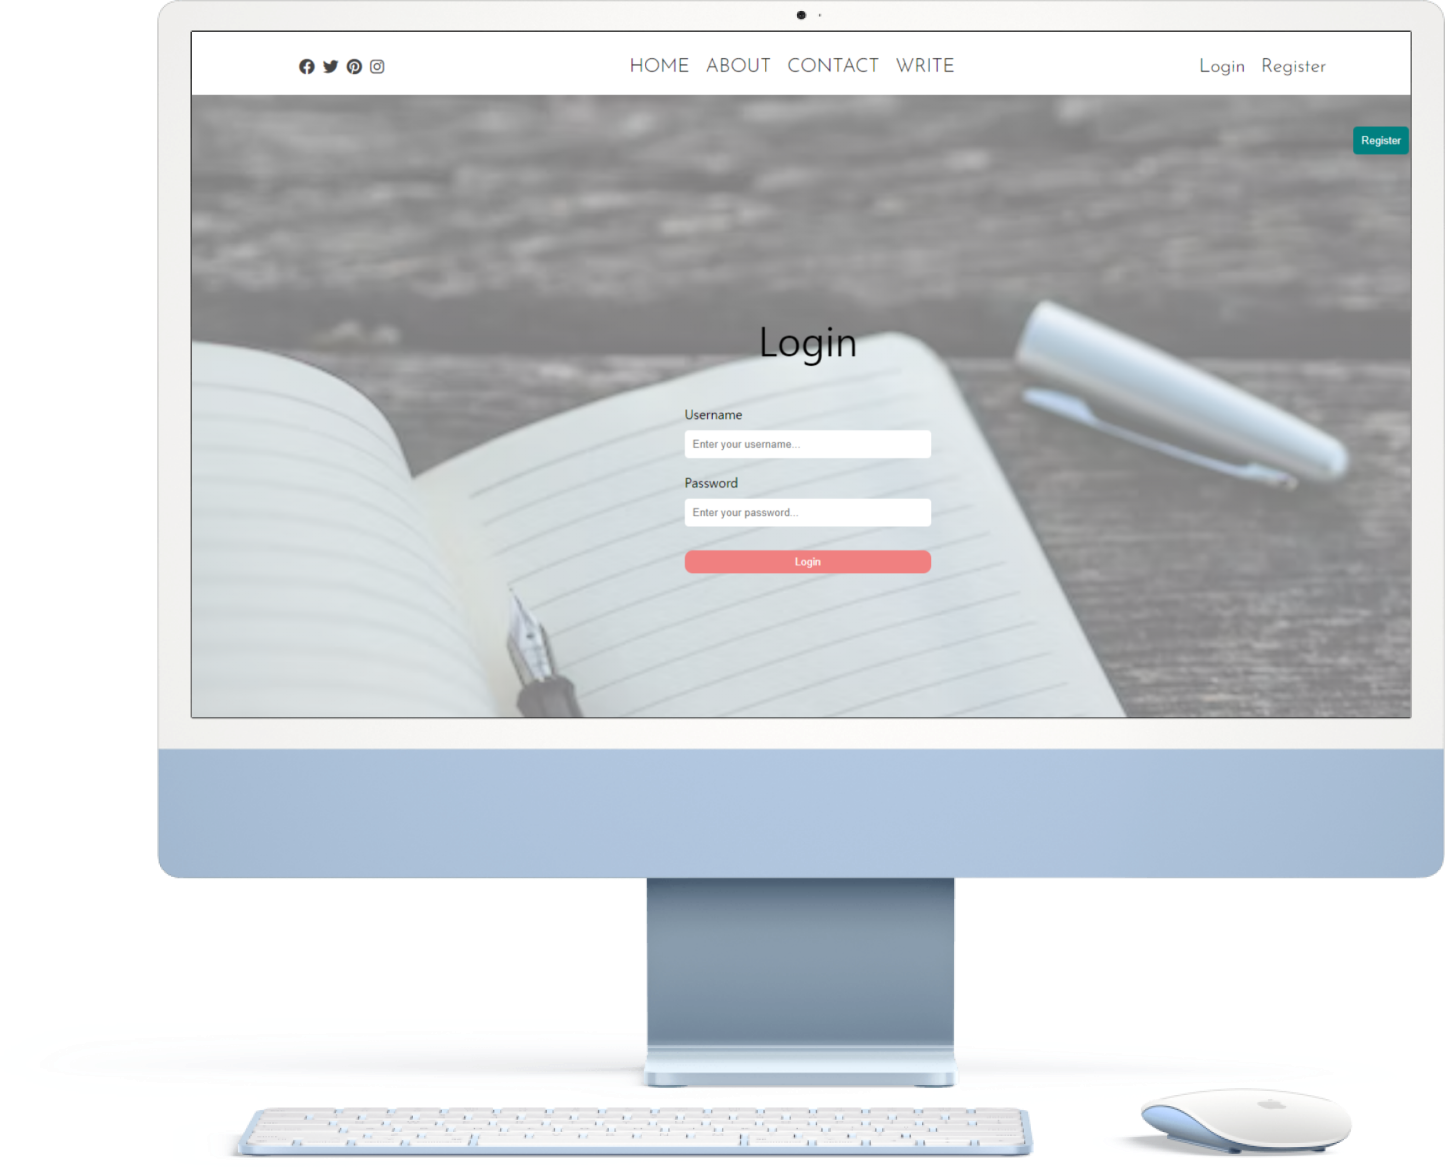 HOME ABOUT CONTACT WRITE
Login Register
Register
Login
Username
Enter your username...
Password
Enter your password...
Login